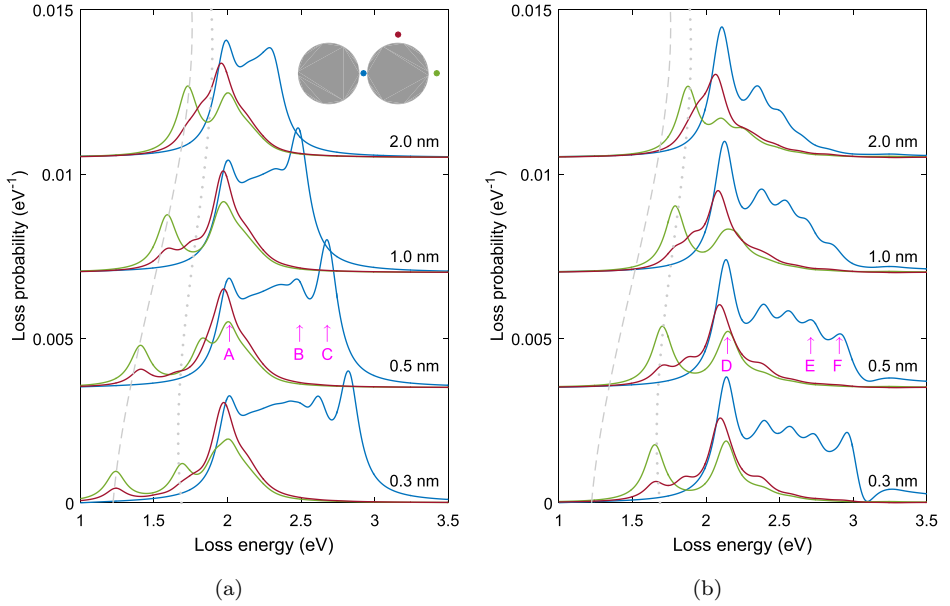 0.015
0.01
0.005
0
Loss probability (eV-1)
2.0 nm
1.0 nm
0.5 nm
0.3 nm
A
B
C
1
1.5
2
2.5
3
3.5
Loss energy (eV)
(a)
0.015
0.01
0.005
0
Loss probability (eV-1)
2.0 nm
1.0 nm
0.5 nm
0.3 nm
D
E
F
1
1.5
2
2.5
3
3.5
Loss energy (eV)
(b)